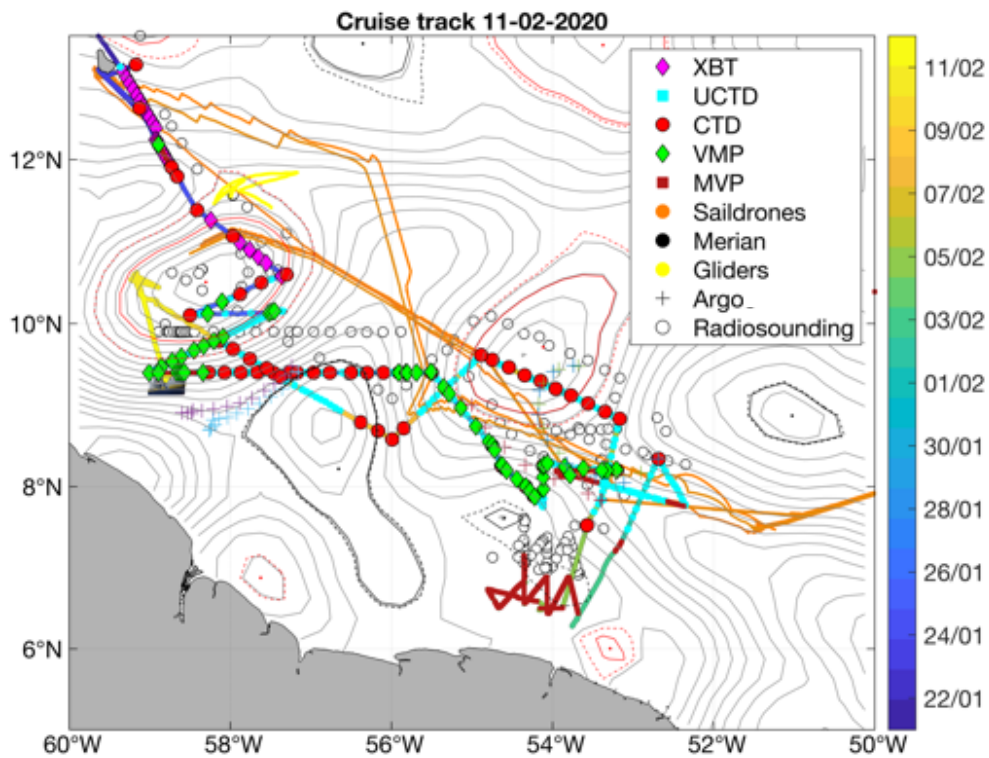 Cruise track 11-02-2020
XBT
UCTD
CTD
VMP
MVP
Saildrones
Merian
Gliders
Argo
Radiosounding
12°N
10°N
8°N
6°N
60°W
58°W
56°W
54°W
52°W
50°W
11/02
09/02
07/02
05/02
03/02
01/02
30/01
28/01
26/01
24/01
22/01